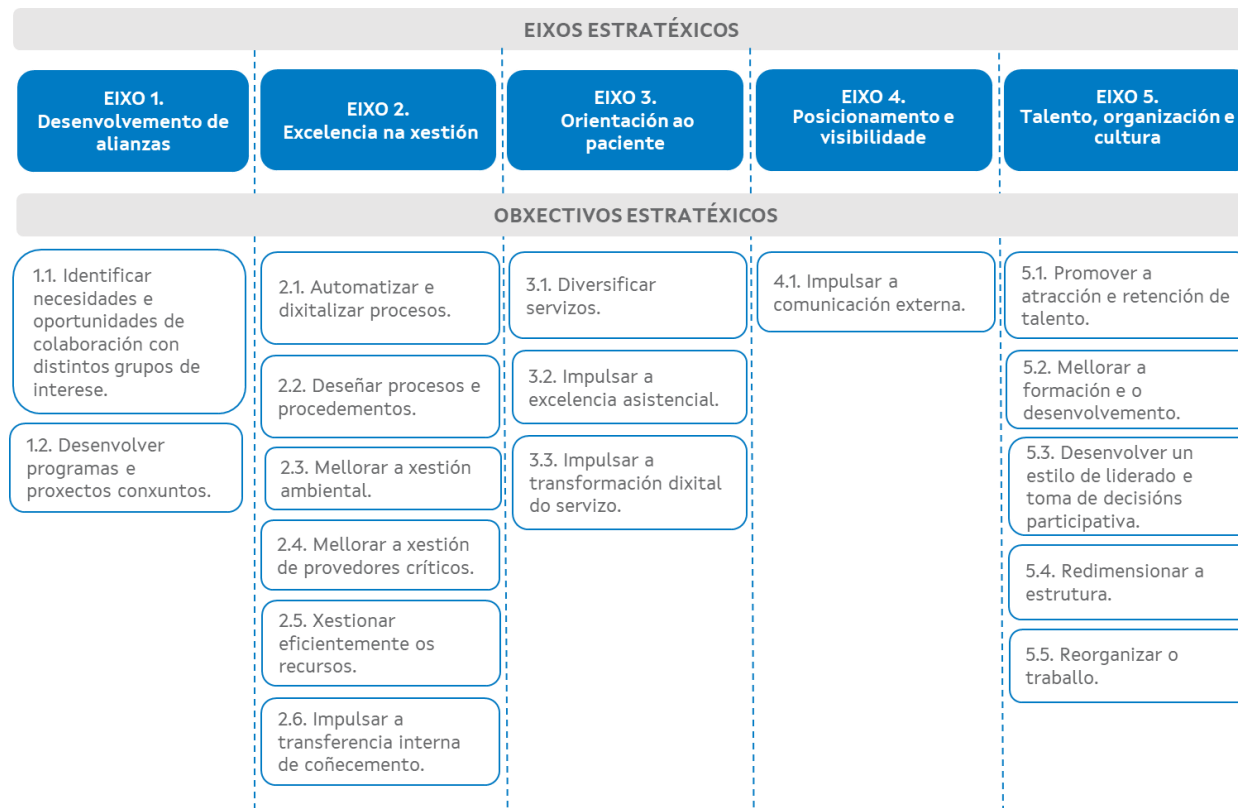 EIXOS ESTRATÉXICOS
EIXO 1.
Desenvolvemento de
alianzas
EIXO 2.
Excelencia na xestión
EIXO 3.
Orientación ao
paciente
EIXO 4.
Posicionamento e
visibilidade
EIXO 5.
Talento, organización e
cultura
OBXECTIVOS ESTRATÉXICOS
1.1. Identificar
necesidades e
oportunidades de
colaboración con
distintos grupos de
interese.
1.2. Desenvolver
programas e
proxectos conxuntos.
2.1. Automatizar e
dixitalizar procesos.
2.2. Deseñar procesos e
procedementos.
2.3. Mellorar a xestión
ambiental.
2.4. Mellorar a xestión
de provedores críticos.
2.5. Xestionar
eficientemente os
recursos.
2.6. Impulsar a
transferencia interna
de coñecemento.
3.1. Diversificar
servizos.
3.2. Impulsar a
excelencia asistencial.
3.3. Impulsar a
transformación dixital
do servizo.
4.1. Impulsar a
comunicación externa.
5.1. Promover a
atracción e retención de
talento.
5.2. Mellorar a
formación e o
desenvolvemento.
5.3. Desenvolver un
estilo de liderado e
toma de decisións
participativa.
5.4. Redimensionar a
estrutura.
5.5. Reorganizar o
traballo.